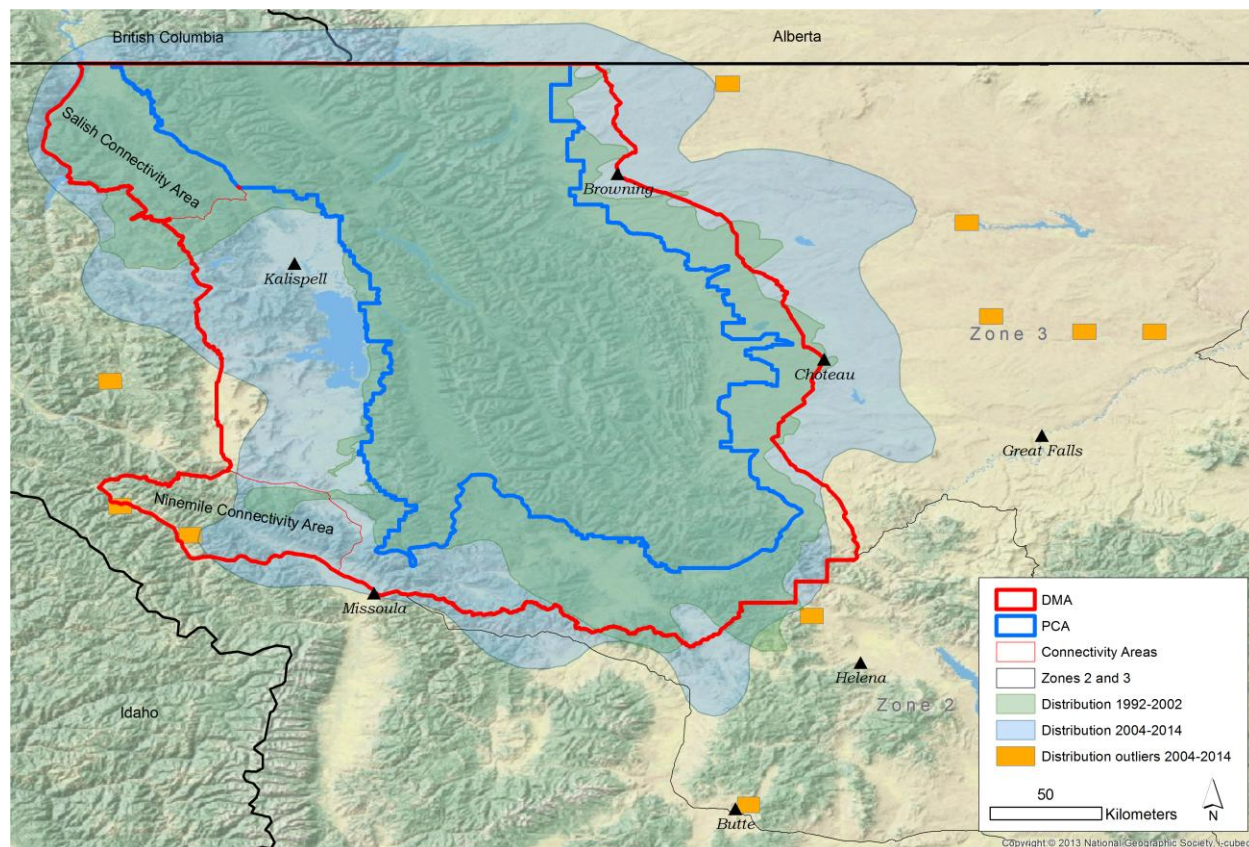 British Columbia
Alberta
Salish Connectivity Area
Browning
Kalispell
Zone 3
Choteau
Great Falls
Ninemile Connectivity Area
Missoula
Helena
Zone 2
Idaho
Butte
DMA
PCA
Connectivity Areas
Zones 2 and 3
Distribution 1992-2002
Distribution 2004-2014
Distribution outliers 2004-2014
50
Kilometers
N
Copyright:© 2013 National Geographic Society, i-cubed